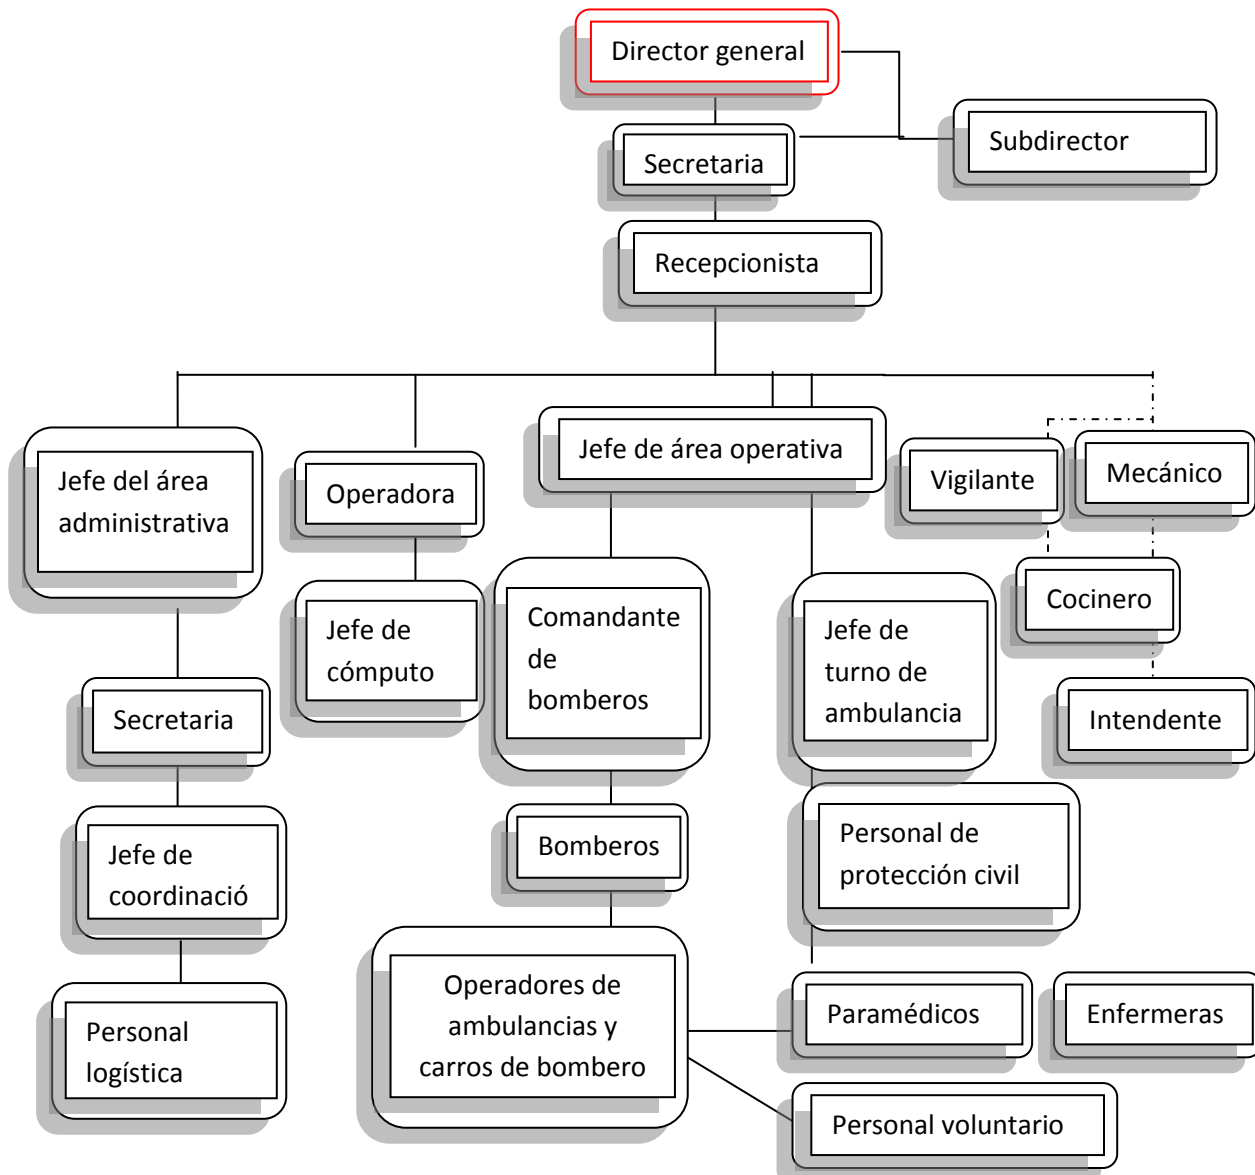 Director general
Subdirector
Secretaria
Recepcionista
Jefe del área
administrativa
Operadora
Jefe de área operativa
Vigilante
Mecánico
Jefe de
cómputo
Comandante
de
bomberos
Jefe de
turno de
ambulancia
Cocinero
Secretaria
Intendente
Jefe de
coordinació
Bomberos
Personal de
protección civil
Personal
logística
Operadores de
ambulancias y
carros de bombero
Paramédicos
Enfermeras
Personal voluntario